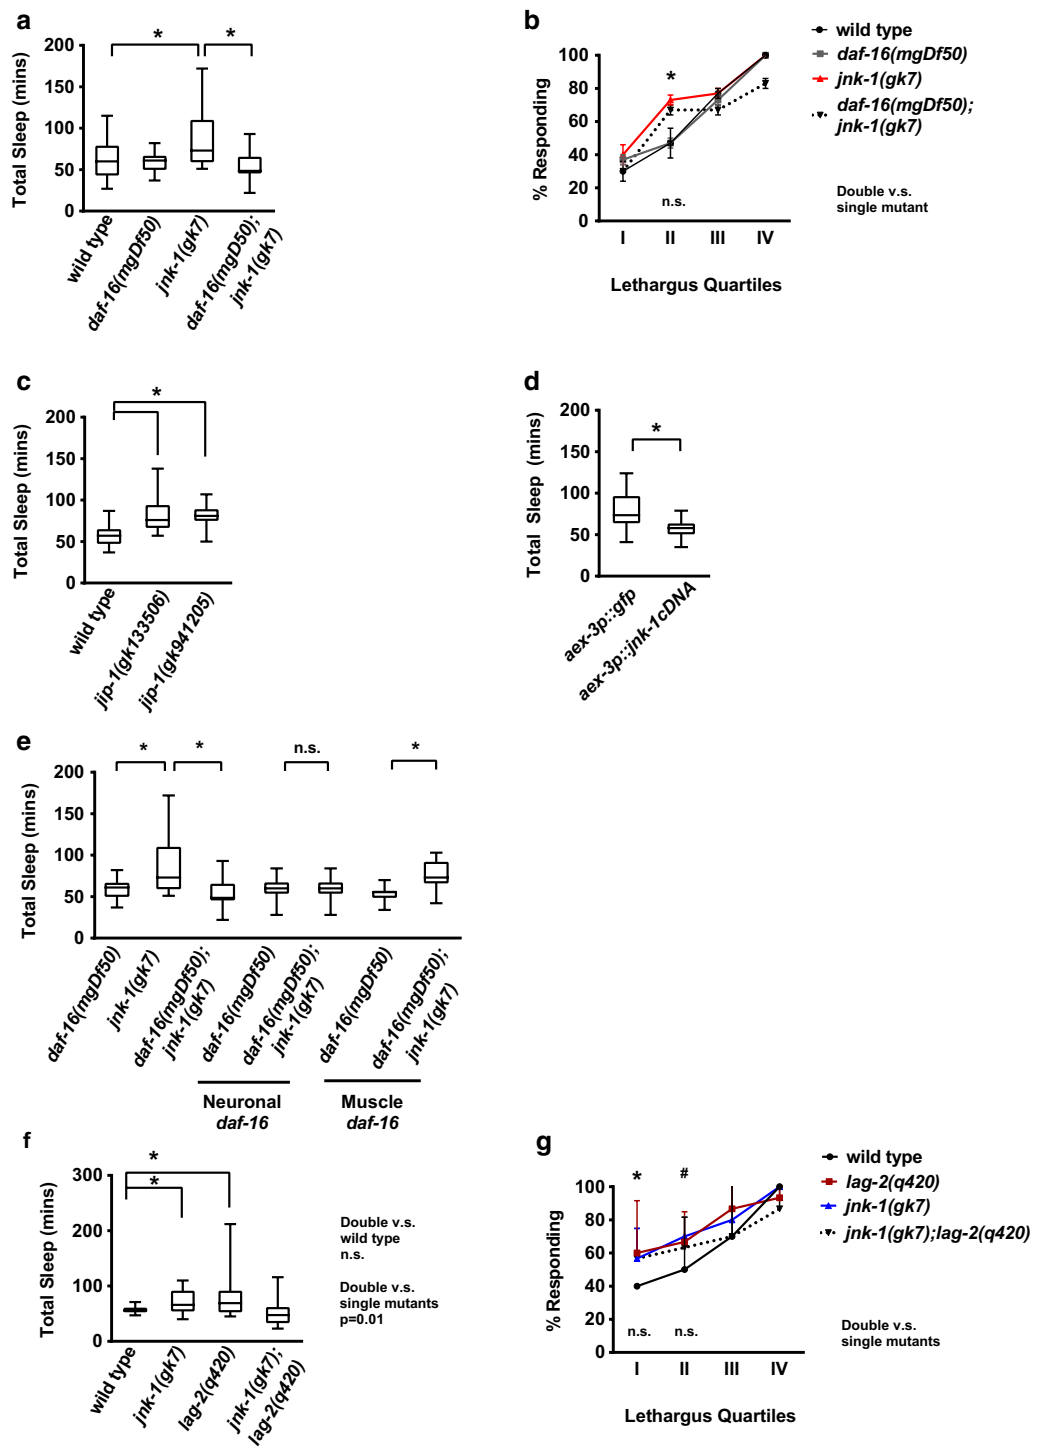 a
Total Sleep (mins)
200
150
100
50
0
*
*
wild type
daf-16(mgDf50)
jnk-1(gk7)
daf-16(mgD50);
jnk-1(gk7)
b
% Responding
100
80
60
40
20
0
*
n.s.
I II III IV
Lethargus Quartiles
wild type
daf-16(mgDf50)
jnk-1(gk7)
daf-16(mgDf50);
jnk-1(gk7)
Double v.s.
single mutant
c
Total Sleep (mins)
200
150
100
50
0
*
wild type
jip-1(gk133506)
jip-1(gk941205)
d
Total Sleep (mins)
200
150
100
50
0
*
aex-3p::gfp
aex-3p::jnk-1cDNA
e
Total Sleep (mins)
200
150
100
50
0
*
*
n.s.
*
daf-16(mgDf50)
jnk-1(gk7)
daf-16(mgDf50);
jnk-1(gk7)
daf-16(mgDf50)
daf-16(mgDf50);
jnk-1(gk7)
daf-16(mgDf50)
daf-16(mgDf50);
jnk-1(gk7)
Neuronal
daf-16
Muscle
daf-16
f
Total Sleep (mins)
300
200
100
0
*
*
wild type
jnk-1(gk7)
lag-2(q420)
jnk-1(gk7);
lag-2(q420)
Double v.s.
wild type
n.s.
Double v.s.
single mutants
p=0.01
g
% Responding
100
80
60
40
20
0
*
#
n.s.
n.s.
I II III IV
Lethargus Quartiles
wild type
lag-2(q420)
jnk-1(gk7)
jnk-1(gk7);lag-2(q420)
Double v.s.
single mutants